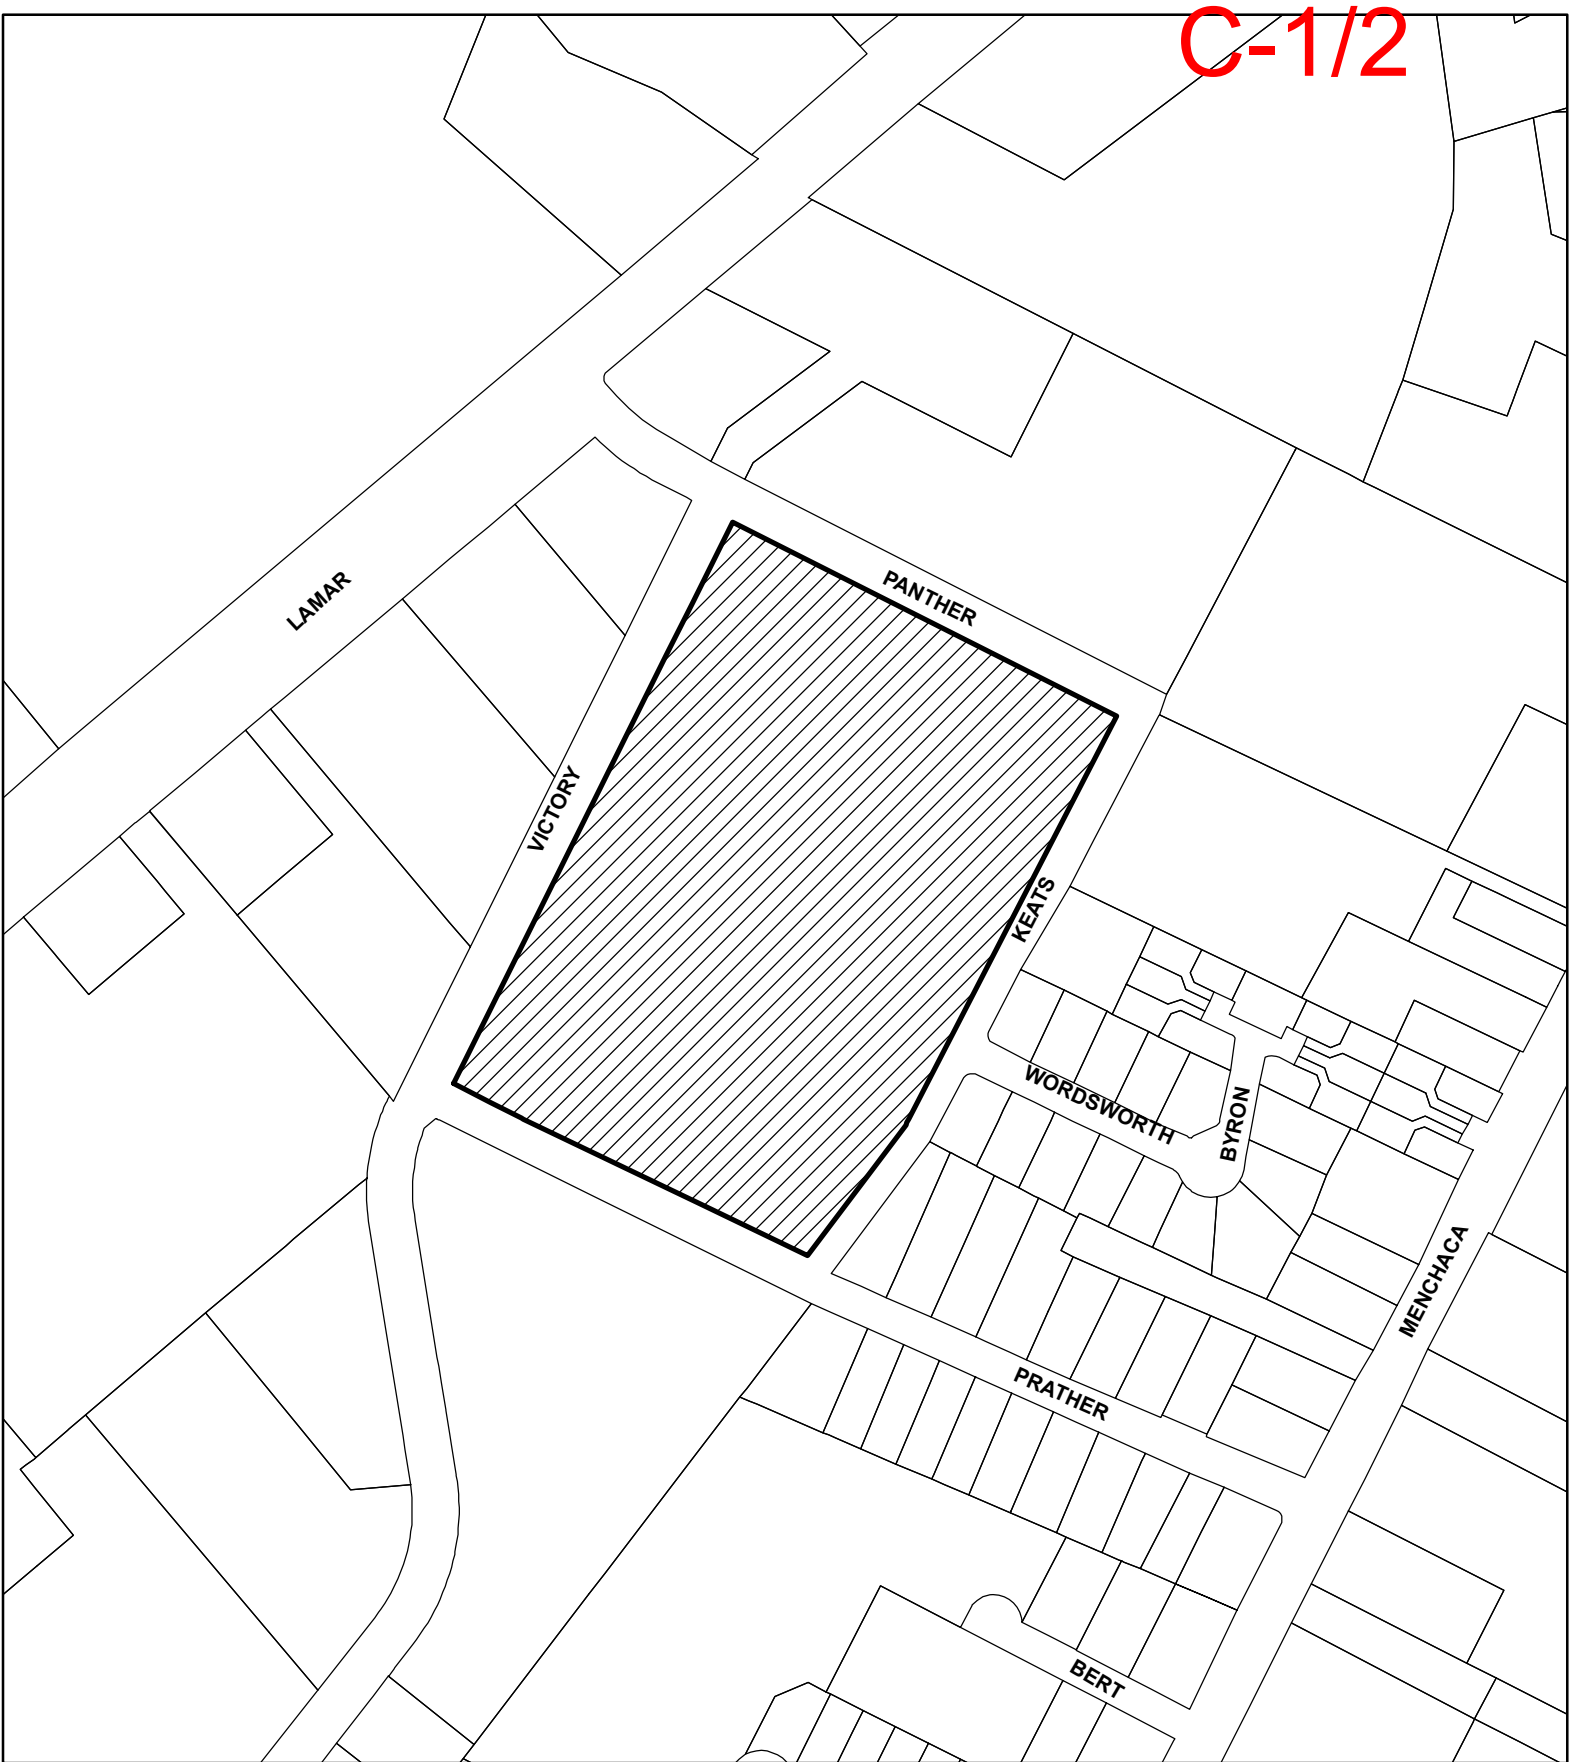 C-1/2
LAMAR
PANTHER
VICTORY
KEATS
WORDSWORTH
BYRON
MENCHACA
PRATHER
BERT